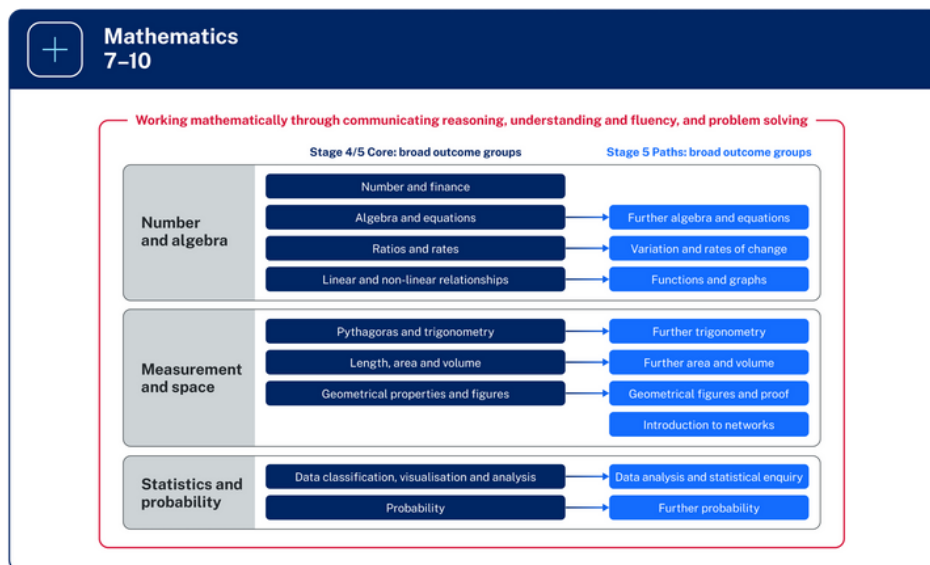 Mathematics
7–10
Working mathematically through communicating reasoning, understanding and fluency, and problem solving
Stage 4/5 Core: broad outcome groups
Stage 5 Paths: broad outcome groups
Number
and algebra
Number and finance
Algebra and equations
Further algebra and equations
Ratios and rates
Variation and rates of change
Linear and non-linear relationships
Functions and graphs
Measurement
and space
Pythagoras and trigonometry
Further trigonometry
Length, area and volume
Further area and volume
Geometrical properties and figures
Geometrical figures and proof
Introduction to networks
Statistics and
probability
Data classification, visualisation and analysis
Data analysis and statistical enquiry
Probability
Further probability